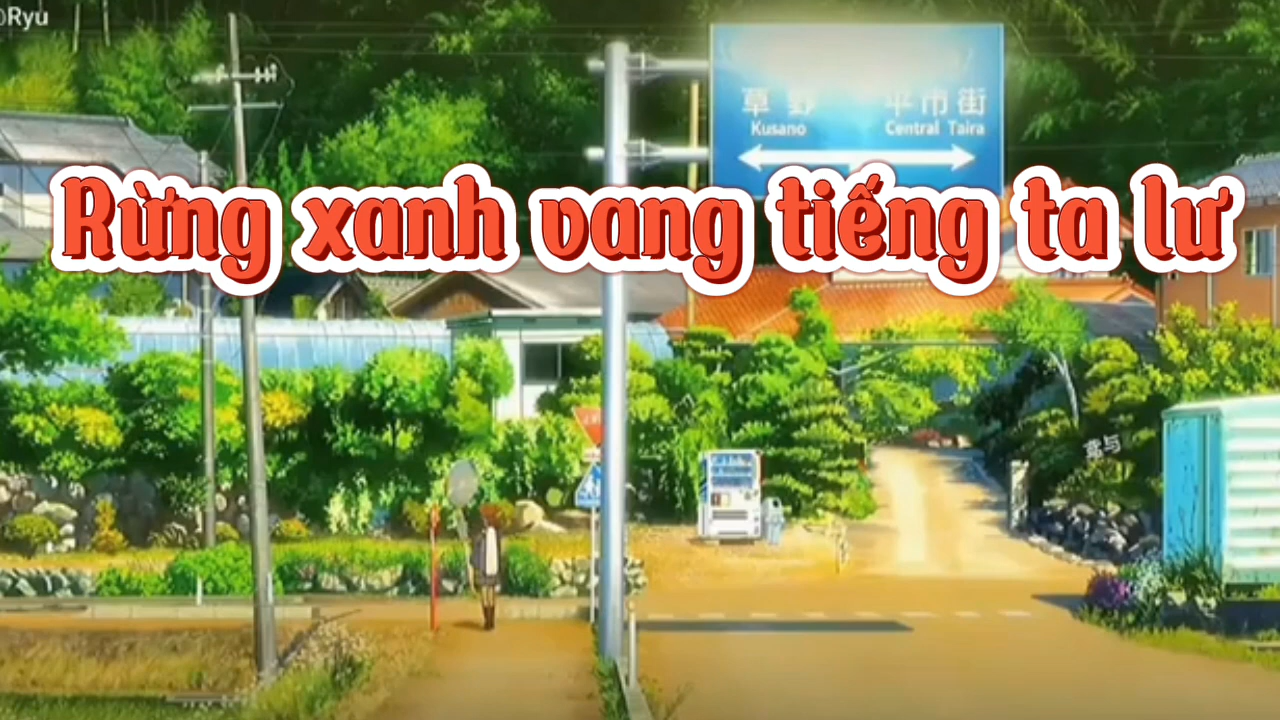 @Ryu
草野 平市街
Kusano Central Taira
Rừng xanh vang tiếng ta lư